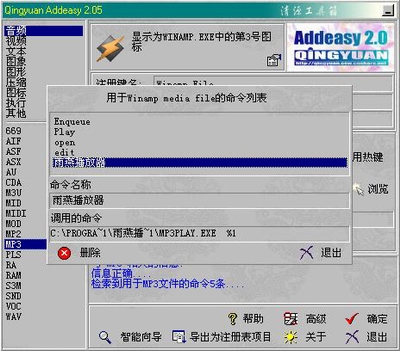 Qingyuan Addeasy 2.05
清源工具箱
音频
视频
文本
图象
图形
压缩
图标
执行
其他
显示为WINAMP.EXE中的第3号图
标
Addeasy 2.0
QINGYUAN
注册键名: Winamp.File
用于Winamp media file的命令列表
Enqueue
Play
open
edit
雨燕播放器
命令名称
雨燕播放器
调用的命令
C:\PROGRA~1\雨燕播~1\MP3PLAY.EXE %1
删除
退出
669
AIF
ASF
ASX
AU
CDA
M3U
MID
MIDI
MOD
MP2
MP3
PLS
RA
RAM
S3M
SND
VOC
WAV
用热键
浏览
信息正确....
检索到用于MP3文件的命令5条....
帮助
高级
确定
智能向导
导出为注册表项目
关于
退出